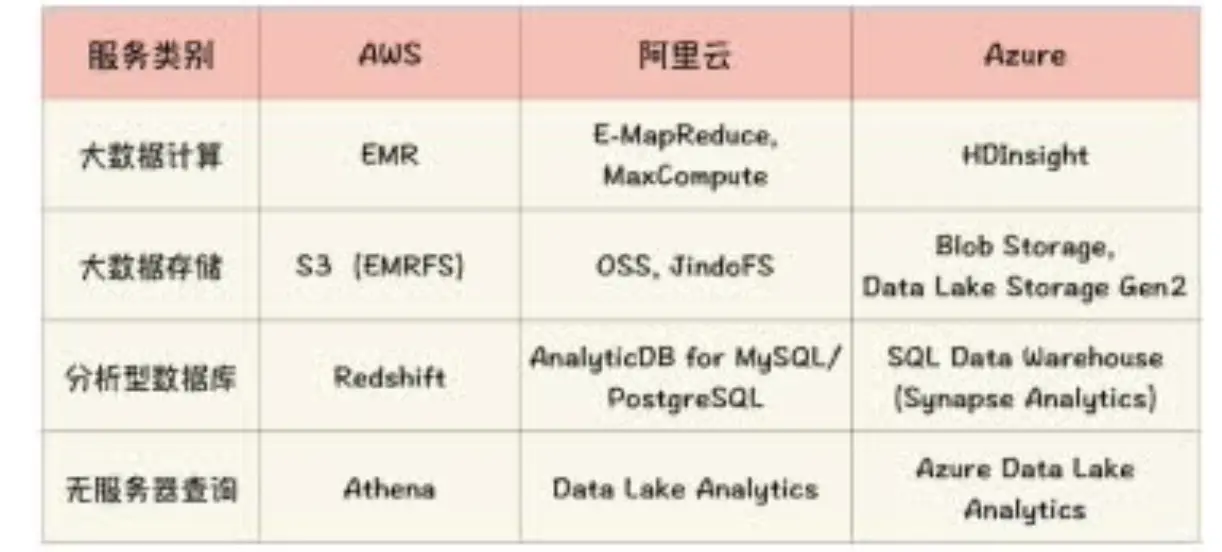 服务类别 AWS 阿里云 Azure
大数据计算 EMR E-MapReduce, MaxCompute HDInsight
大数据存储 S3 (EMRFS) OSS, JindoFS Blob Storage, Data Lake Storage Gen2
分析型数据库 Redshift AnalyticDB for MySQL/ PostgreSQL SQL Data Warehouse (Synapse Analytics)
无服务器查询 Athena Data Lake Analytics Azure Data Lake Analytics